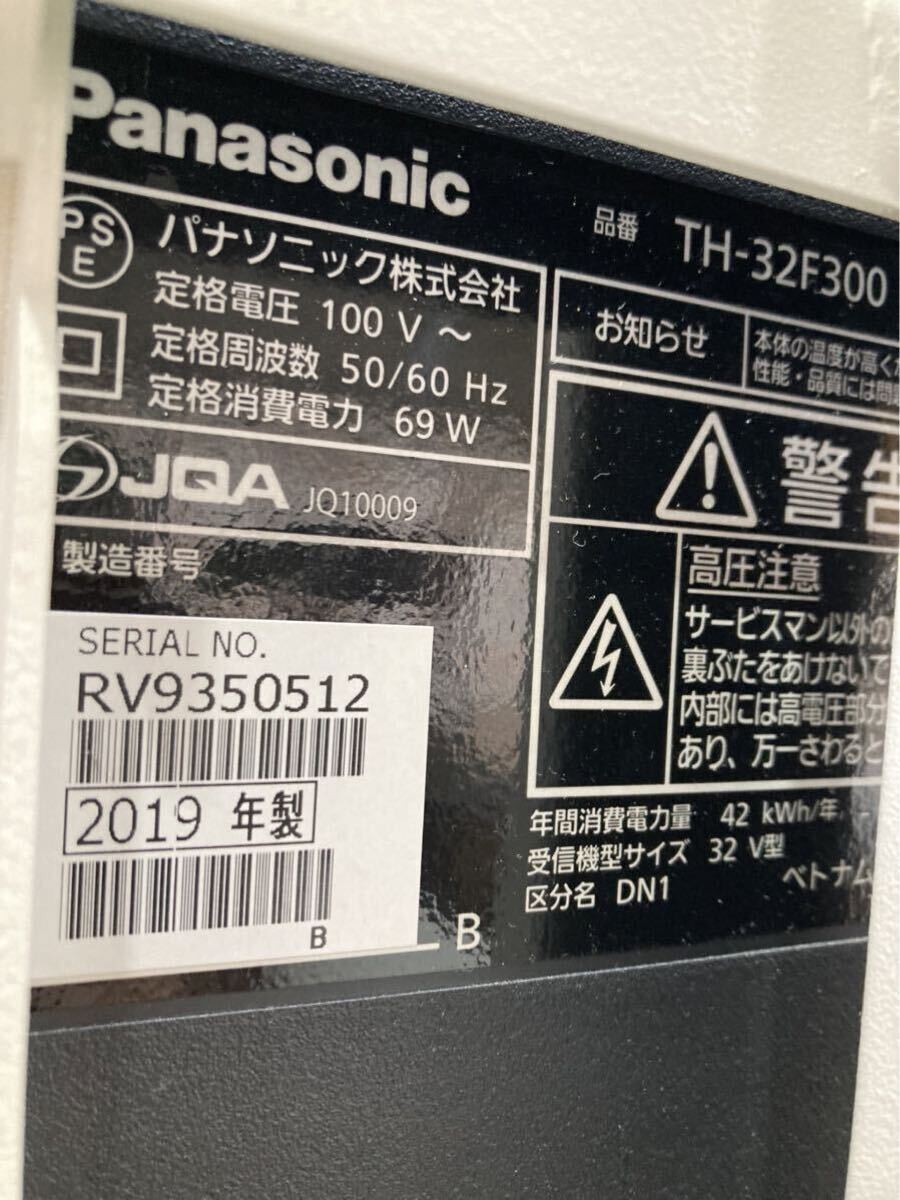 Panasonic
品番 TH-32F300
PS
E
パナソニック株式会社
定格電圧 100 V ～
定格周波数 50/60 Hz
定格消費電力 69 W
JQA JQ10009
製造番号
SERIAL NO.
RV9350512
2019 年製
B
B
お知らせ
本体の温度が高く
性能・品質には問題
警告
高圧注意
サービスマン以外の
裏ぶたをあけないで
内部には高電圧部分
あり、万一さわると
年間消費電力量 42 kWh/年
受信機型サイズ 32 V型
区分名 DN1
ベトナム